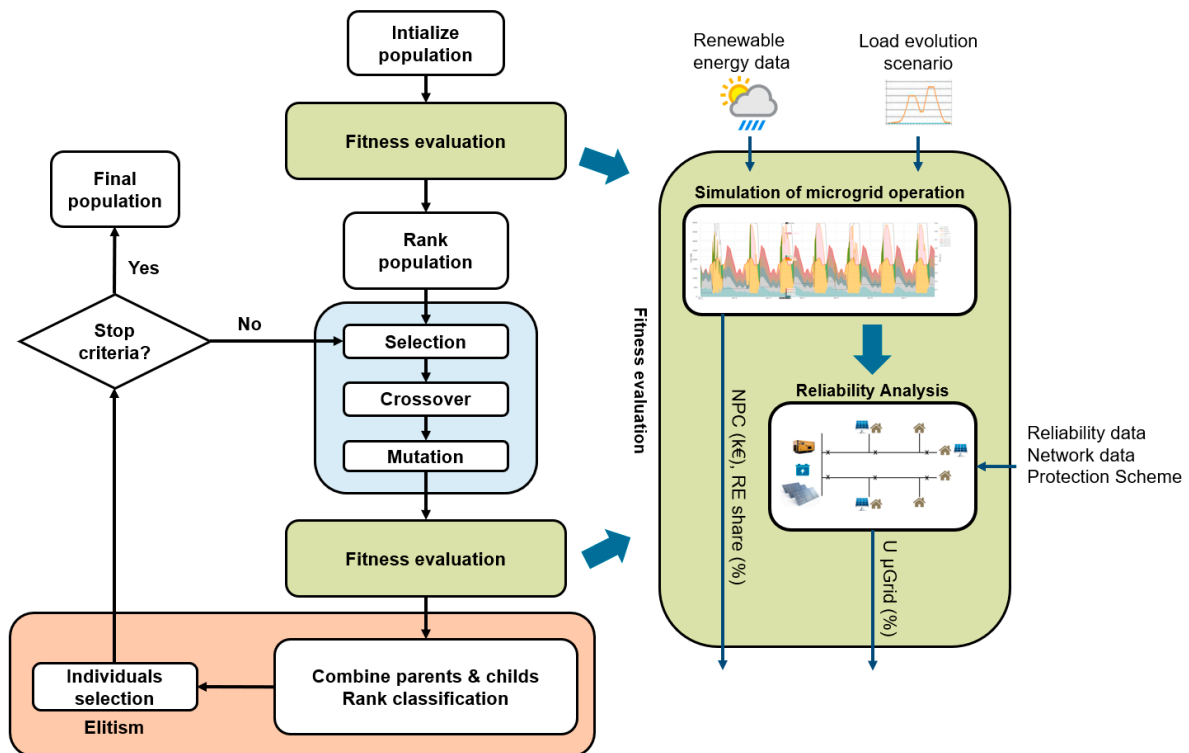 Intialize
population
Fitness evaluation
Rank
population
Selection
Crossover
Mutation
Fitness evaluation
Combine parents & childs
Rank classification
Individuals
selection
Elitism
Stop
criteria?
Yes
No
Final
population
Renewable
energy data
Load evolution
scenario
Simulation of microgrid operation
Fitness evaluation
Reliability Analysis
NPC (k€), RE share (%)
U µGrid (%)
Reliability data
Network data
Protection Scheme